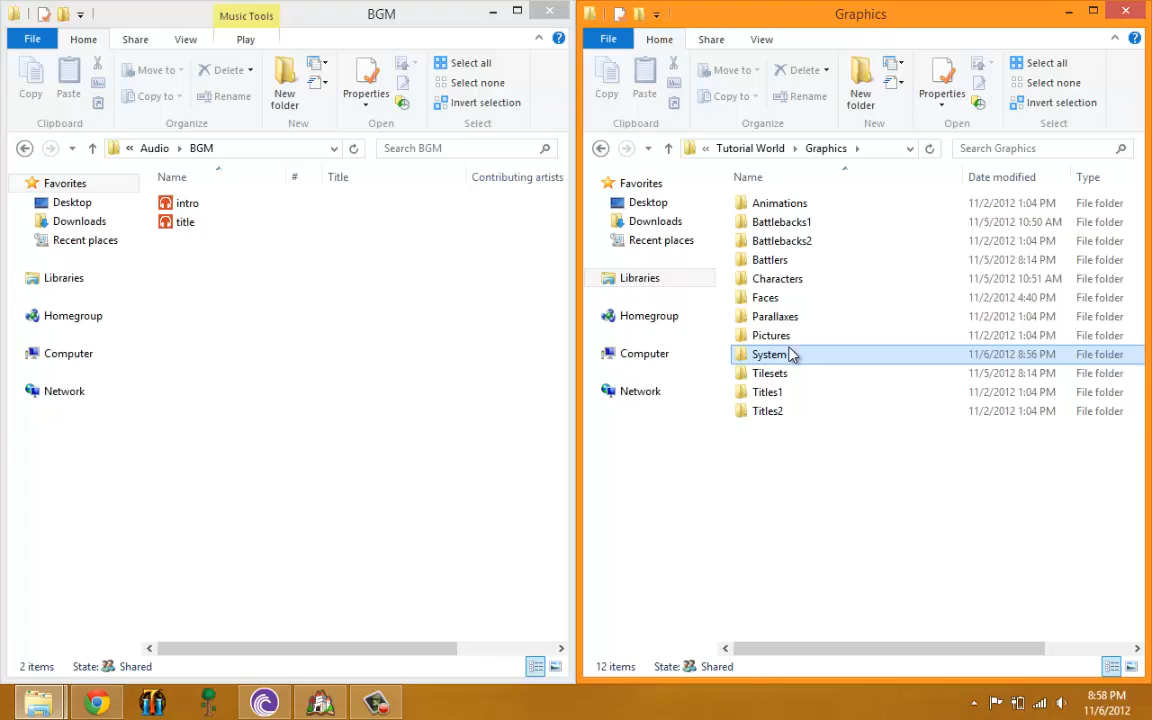 Music Tools
BGM
File
Home
Share
View
Play
Copy
Paste
Move to
Copy to
Delete
Rename
New folder
Properties
Select all
Select none
Invert selection
Clipboard
Organize
New
Open
Select
« Audio BGM
Search BGM
Name
#
Title
Contributing artists
Favorites
Desktop
Downloads
Recent places
Libraries
Homegroup
Computer
Network
intro
title
2 items
State: Shared
Graphics
File
Home
Share
View
Copy
Paste
Move to
Copy to
Delete
Rename
New folder
Properties
Select all
Select none
Invert selection
Clipboard
Organize
New
Open
Select
« Tutorial World Graphics
Search Graphics
Name
Date modified
Type
Favorites
Desktop
Downloads
Recent places
Libraries
Homegroup
Computer
Network
Animations 11/2/2012 1:04 PM File folder
Battlebacks1 11/5/2012 10:50 AM File folder
Battlebacks2 11/2/2012 1:04 PM File folder
Battlers 11/5/2012 8:14 PM File folder
Characters 11/5/2012 10:51 AM File folder
Faces 11/2/2012 4:40 PM File folder
Parallaxes 11/2/2012 1:04 PM File folder
Pictures 11/2/2012 1:04 PM File folder
System 11/6/2012 8:56 PM File folder
Tilesets 11/5/2012 8:14 PM File folder
Titles1 11/2/2012 1:04 PM File folder
Titles2 11/2/2012 1:04 PM File folder
12 items
State: Shared
8:58 PM
11/6/2012